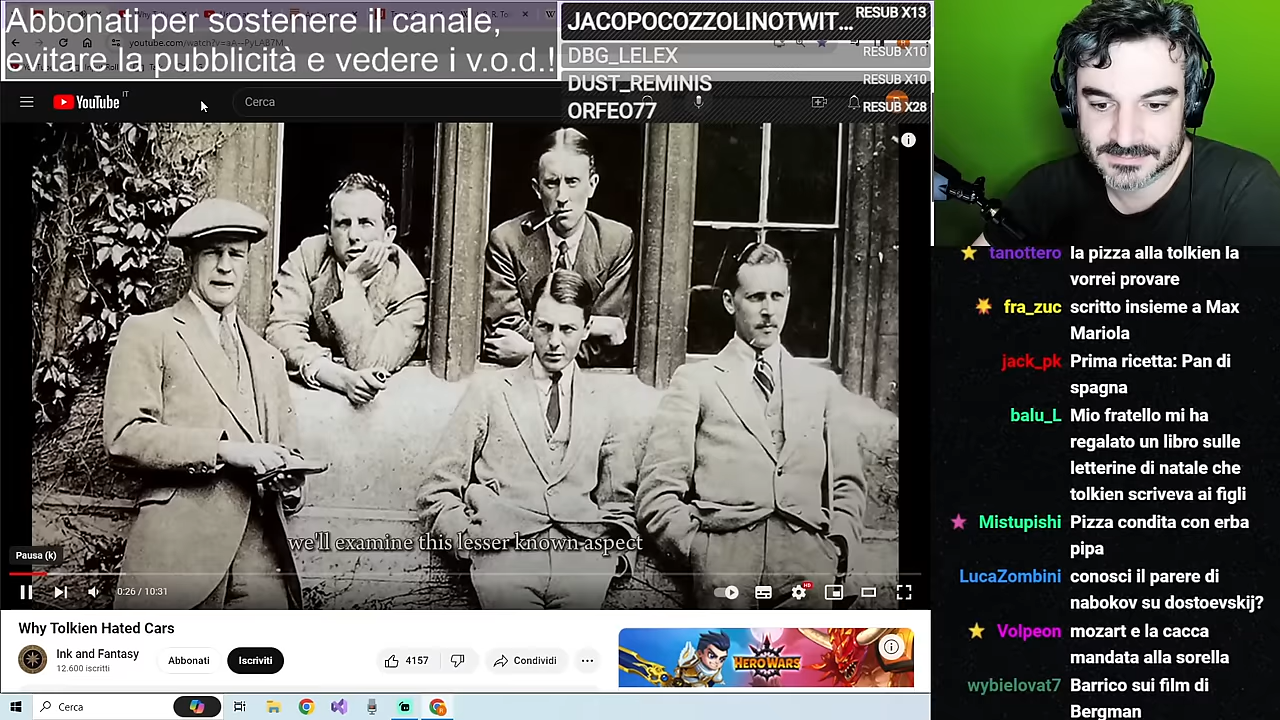 Abbonati per sostenere il canale,
evitare la pubblicità e vedere i v.o.d.!
JACOPOCOZZOLINOTWIT... RESUB X13
DBG_LELEX RESUB X10
DUST_REMINIS RESUB X10
ORFEO77 RESUB X28
YouTube IT
Cerca
we'll examine this lesser known aspect
Pausa (k)
0:26 / 10:31
HD
Why Tolkien Hated Cars
Ink and Fantasy
12.600 iscritti
Abbonati
Iscriviti
4157
Condividi
HERO WARS
Cerca
tanottero la pizza alla tolkien la
vorrei provare
fra_zuc scritto insieme a Max
Mariola
jack_pk Prima ricetta: Pan di
spagna
balu_L Mio fratello mi ha
regalato un libro sulle
letterine di natale che
tolkien scriveva ai figli
Mistupishi Pizza condita con erba
pipa
LucaZombini conosci il parere di
nabokov su dostoevskij?
Volpeon mozart e la cacca
mandata alla sorella
wybielovat7 Barrico sui film di
Bergman